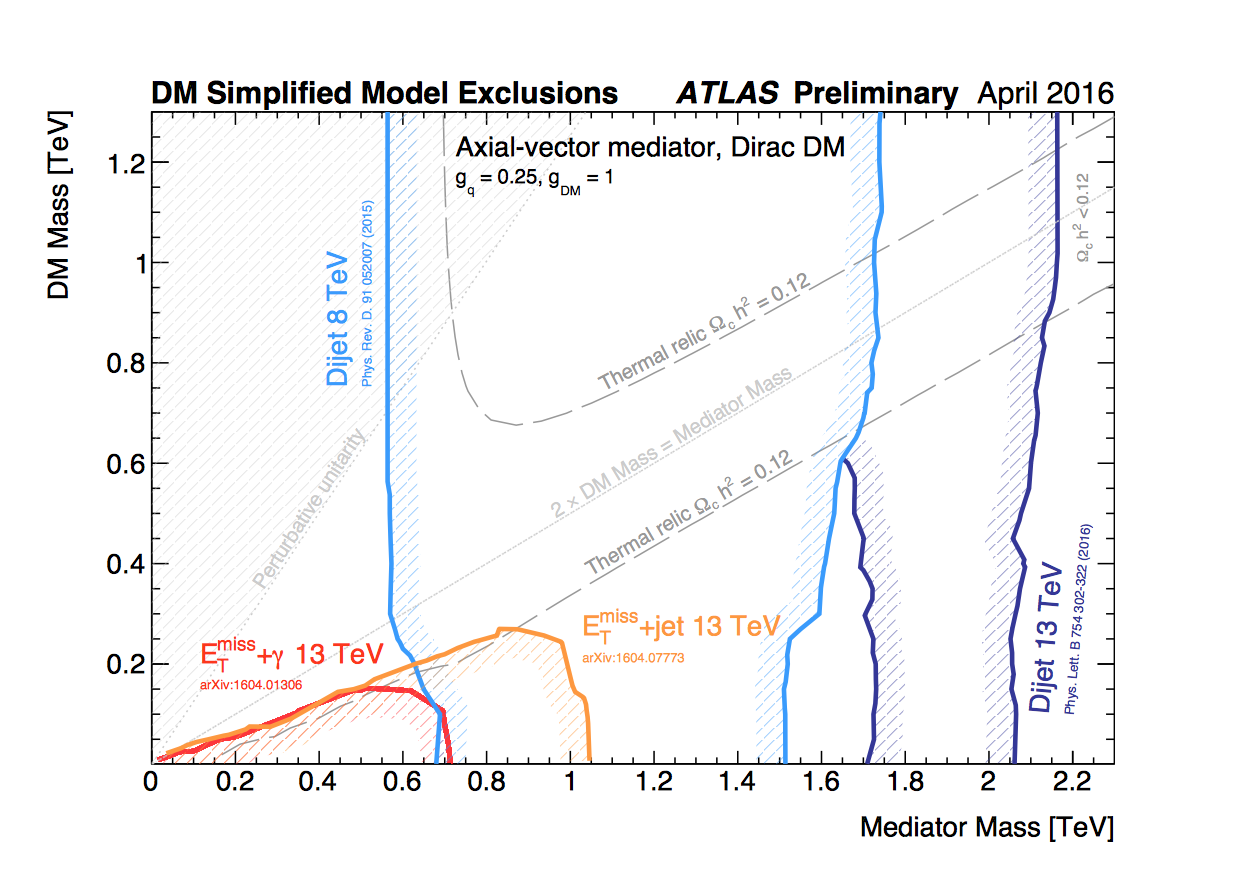 DM Simplified Model Exclusions ATLAS Preliminary April 2016
DM Mass [TeV]
1.2
1
0.8
0.6
0.4
0.2
Axial-vector mediator, Dirac DM
g_q = 0.25, g_DM = 1
Dijet 8 TeV
Phys. Rev. D. 91 052007 (2015)
Perturbative unitarity
Thermal relic Ω_c h² = 0.12
2 × DM Mass = Mediator Mass
Thermal relic Ω_c h² = 0.12
Ω_c h² < 0.12
E_T^miss+γ 13 TeV
arXiv:1604.01306
E_T^miss+jet 13 TeV
arXiv:1604.07773
Dijet 13 TeV
Phys. Lett. B 754 302-322 (2016)
0 0.2 0.4 0.6 0.8 1 1.2 1.4 1.6 1.8 2 2.2
Mediator Mass [TeV]